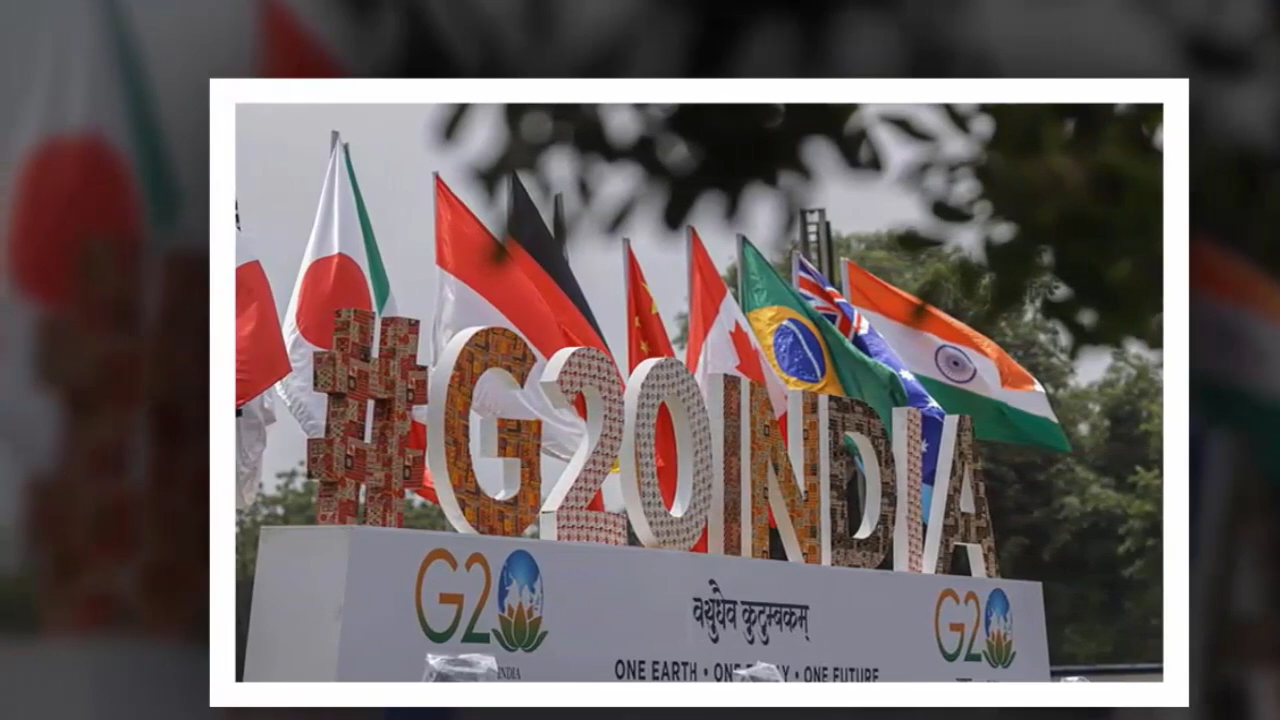 #G20INDIA
G20
वसुधैव कुटुम्बकम्
G20
INDIA
ONE EARTH • ONE • ONE FUTURE